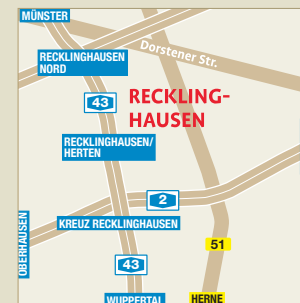 MÜNSTER
Dorstener Str.
RECKLINGHAUSEN
NORD
43
RECKLING-
HAUSEN
RECKLINGHAUSEN/
HERTEN
2
KREUZ RECKLINGHAUSEN
OBERHAUSEN
51
43
WUPPERTAL
HERNE